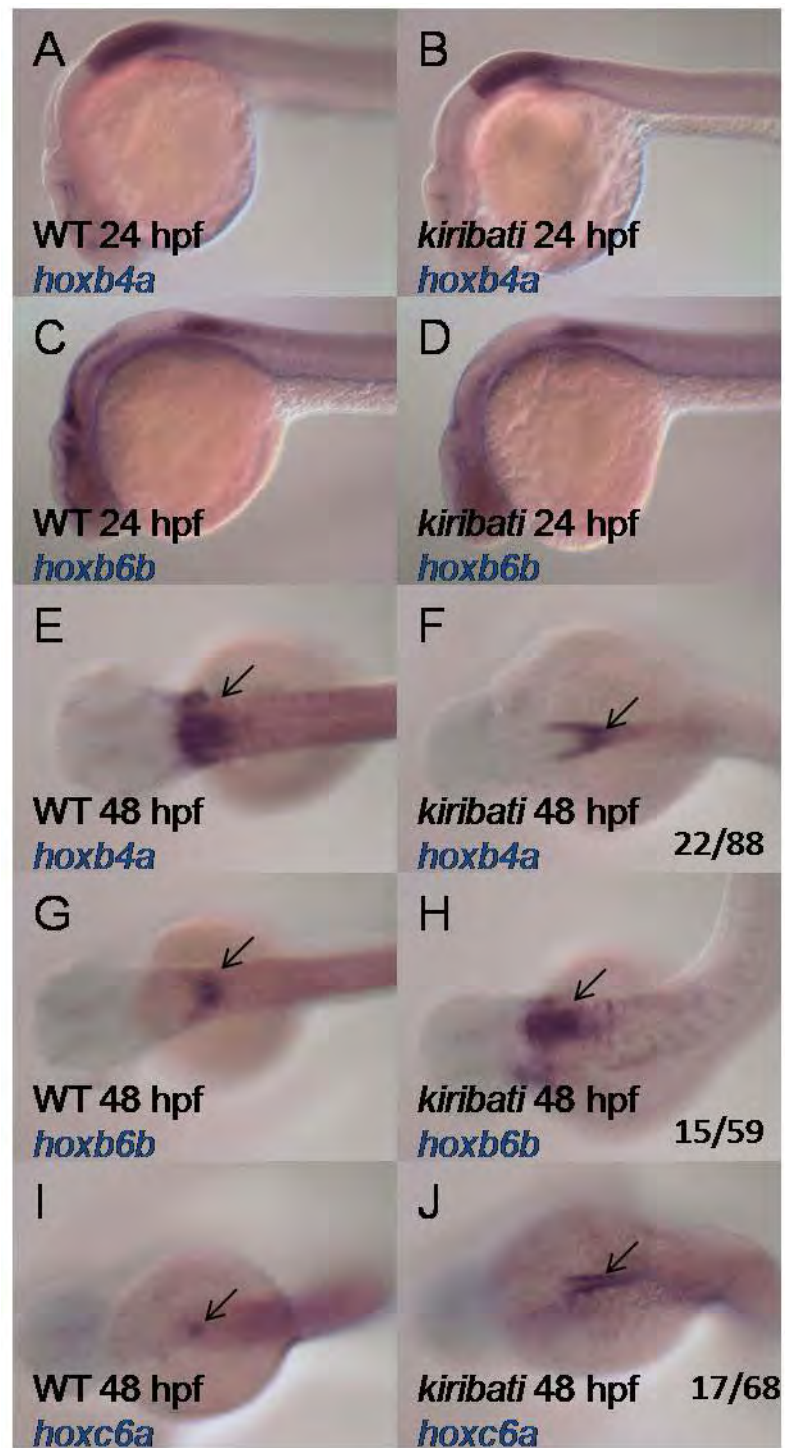 A
WT 24 hpf
hoxb4a
B
kiribati 24 hpf
hoxb4a
C
WT 24 hpf
hoxb6b
D
kiribati 24 hpf
hoxb6b
E
WT 48 hpf
hoxb4a
F
kiribati 48 hpf
hoxb4a
22/88
G
WT 48 hpf
hoxb6b
H
kiribati 48 hpf
hoxb6b
15/59
I
WT 48 hpf
hoxc6a
J
kiribati 48 hpf
17/68
hoxc6a